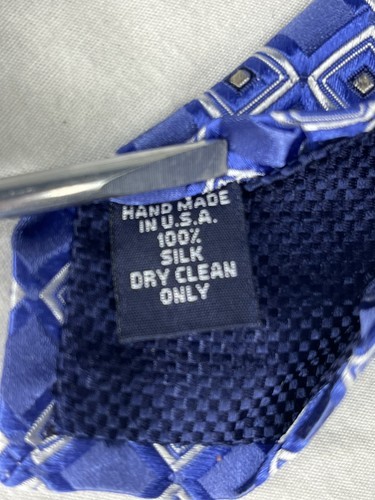 HAND MADE
IN U.S.A.
100%
SILK
DRY CLEAN
ONLY